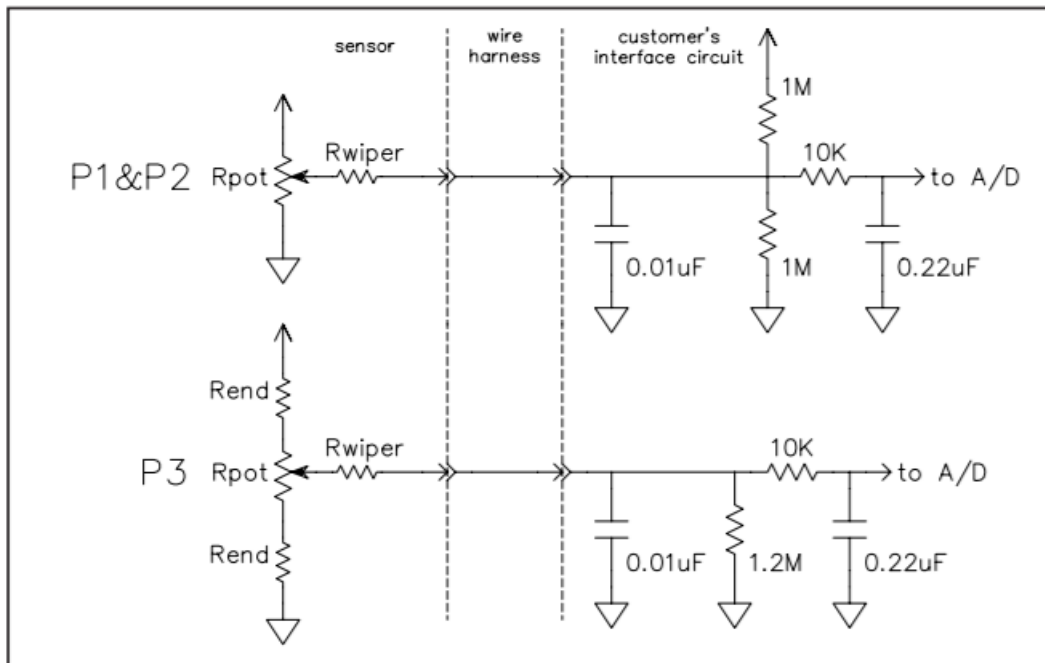 sensor
wire
harness
customer's
interface circuit
1M
P1&P2 Rpot Rwiper 10K to A/D
0.01uF 1M 0.22uF
Rend
P3 Rpot Rwiper 10K to A/D
Rend 0.01uF 1.2M 0.22uF